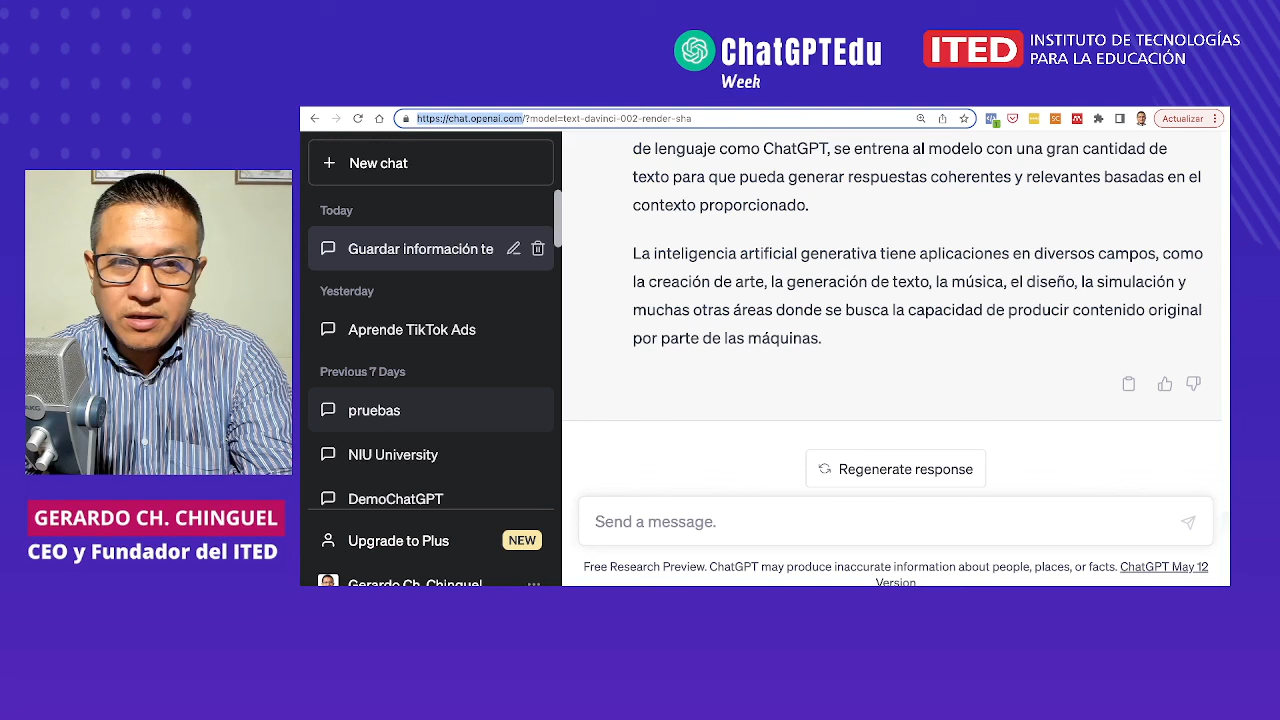 ChatGPTEdu
Week
ITED
INSTITUTO DE TECNOLOGÍAS
PARA LA EDUCACIÓN
https://chat.openai.com/?model=text-davinci-002-render-sha
Actualizar
New chat
Today
Guardar información te
Yesterday
Aprende TikTok Ads
Previous 7 Days
pruebas
NIU University
DemoChatGPT
Upgrade to Plus
NEW
Gerardo Ch. Chinguel
de lenguaje como ChatGPT, se entrena al modelo con una gran cantidad de
texto para que pueda generar respuestas coherentes y relevantes basadas en el
contexto proporcionado.
La inteligencia artificial generativa tiene aplicaciones en diversos campos, como
la creación de arte, la generación de texto, la música, el diseño, la simulación y
muchas otras áreas donde se busca la capacidad de producir contenido original
por parte de las máquinas.
Regenerate response
Send a message.
Free Research Preview. ChatGPT may produce inaccurate information about people, places, or facts. ChatGPT May 12
Version
AKG
GERARDO CH. CHINGUEL
CEO y Fundador del ITED